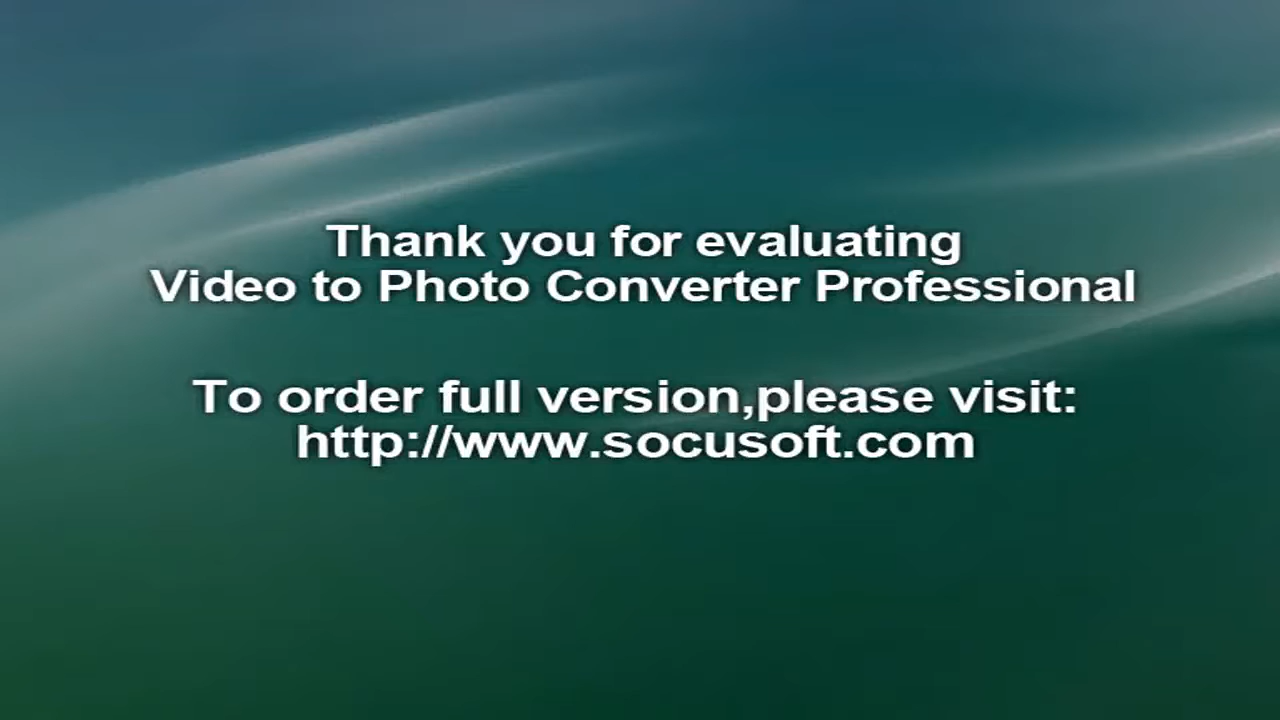 Thank you for evaluating
Video to Photo Converter Professional
To order full version,please visit:
http://www.socusoft.com